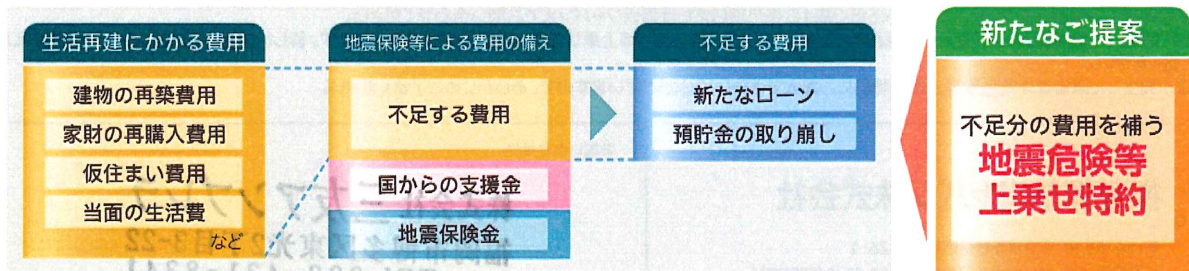 生活再建にかかる費用
建物の再築費用
家財の再購入費用
仮住まい費用
当面の生活費
など
地震保険等による費用の備え
不足する費用
国からの支援金
地震保険金
不足する費用
新たなローン
預貯金の取り崩し
新たなご提案
不足分の費用を補う
地震危険等
上乗せ特約